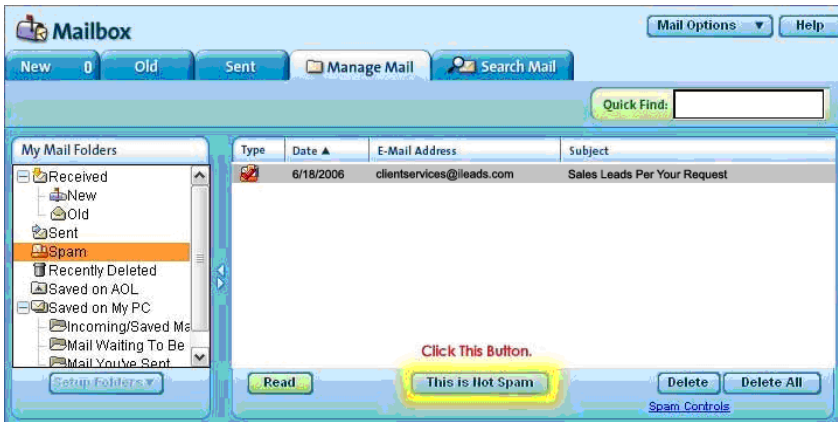 Mailbox
Mail Options ▼ Help
New 0 Old Sent Manage Mail Search Mail
Quick Find:
My Mail Folders
Type Date ▲ E-Mail Address Subject
Received
6/18/2006 clientservices@ileads.com Sales Leads Per Your Request
New
Old
Sent
Spam
Recently Deleted
Saved on AOL
Saved on My PC
Incoming/Saved Ma
Mail Waiting To Be
Mail You've Sent
Click This Button.
Setup Folders ▼ Read This is Not Spam Delete Delete All
Spam Controls